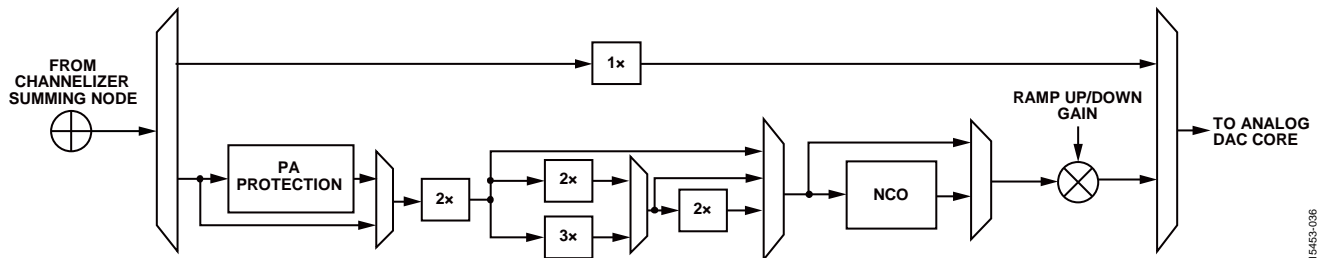 FROM
CHANNELIZER
SUMMING NODE
1×
RAMP UP/DOWN
GAIN
TO ANALOG
DAC CORE
PA
PROTECTION
2×
2×
3×
2×
NCO
15453-036